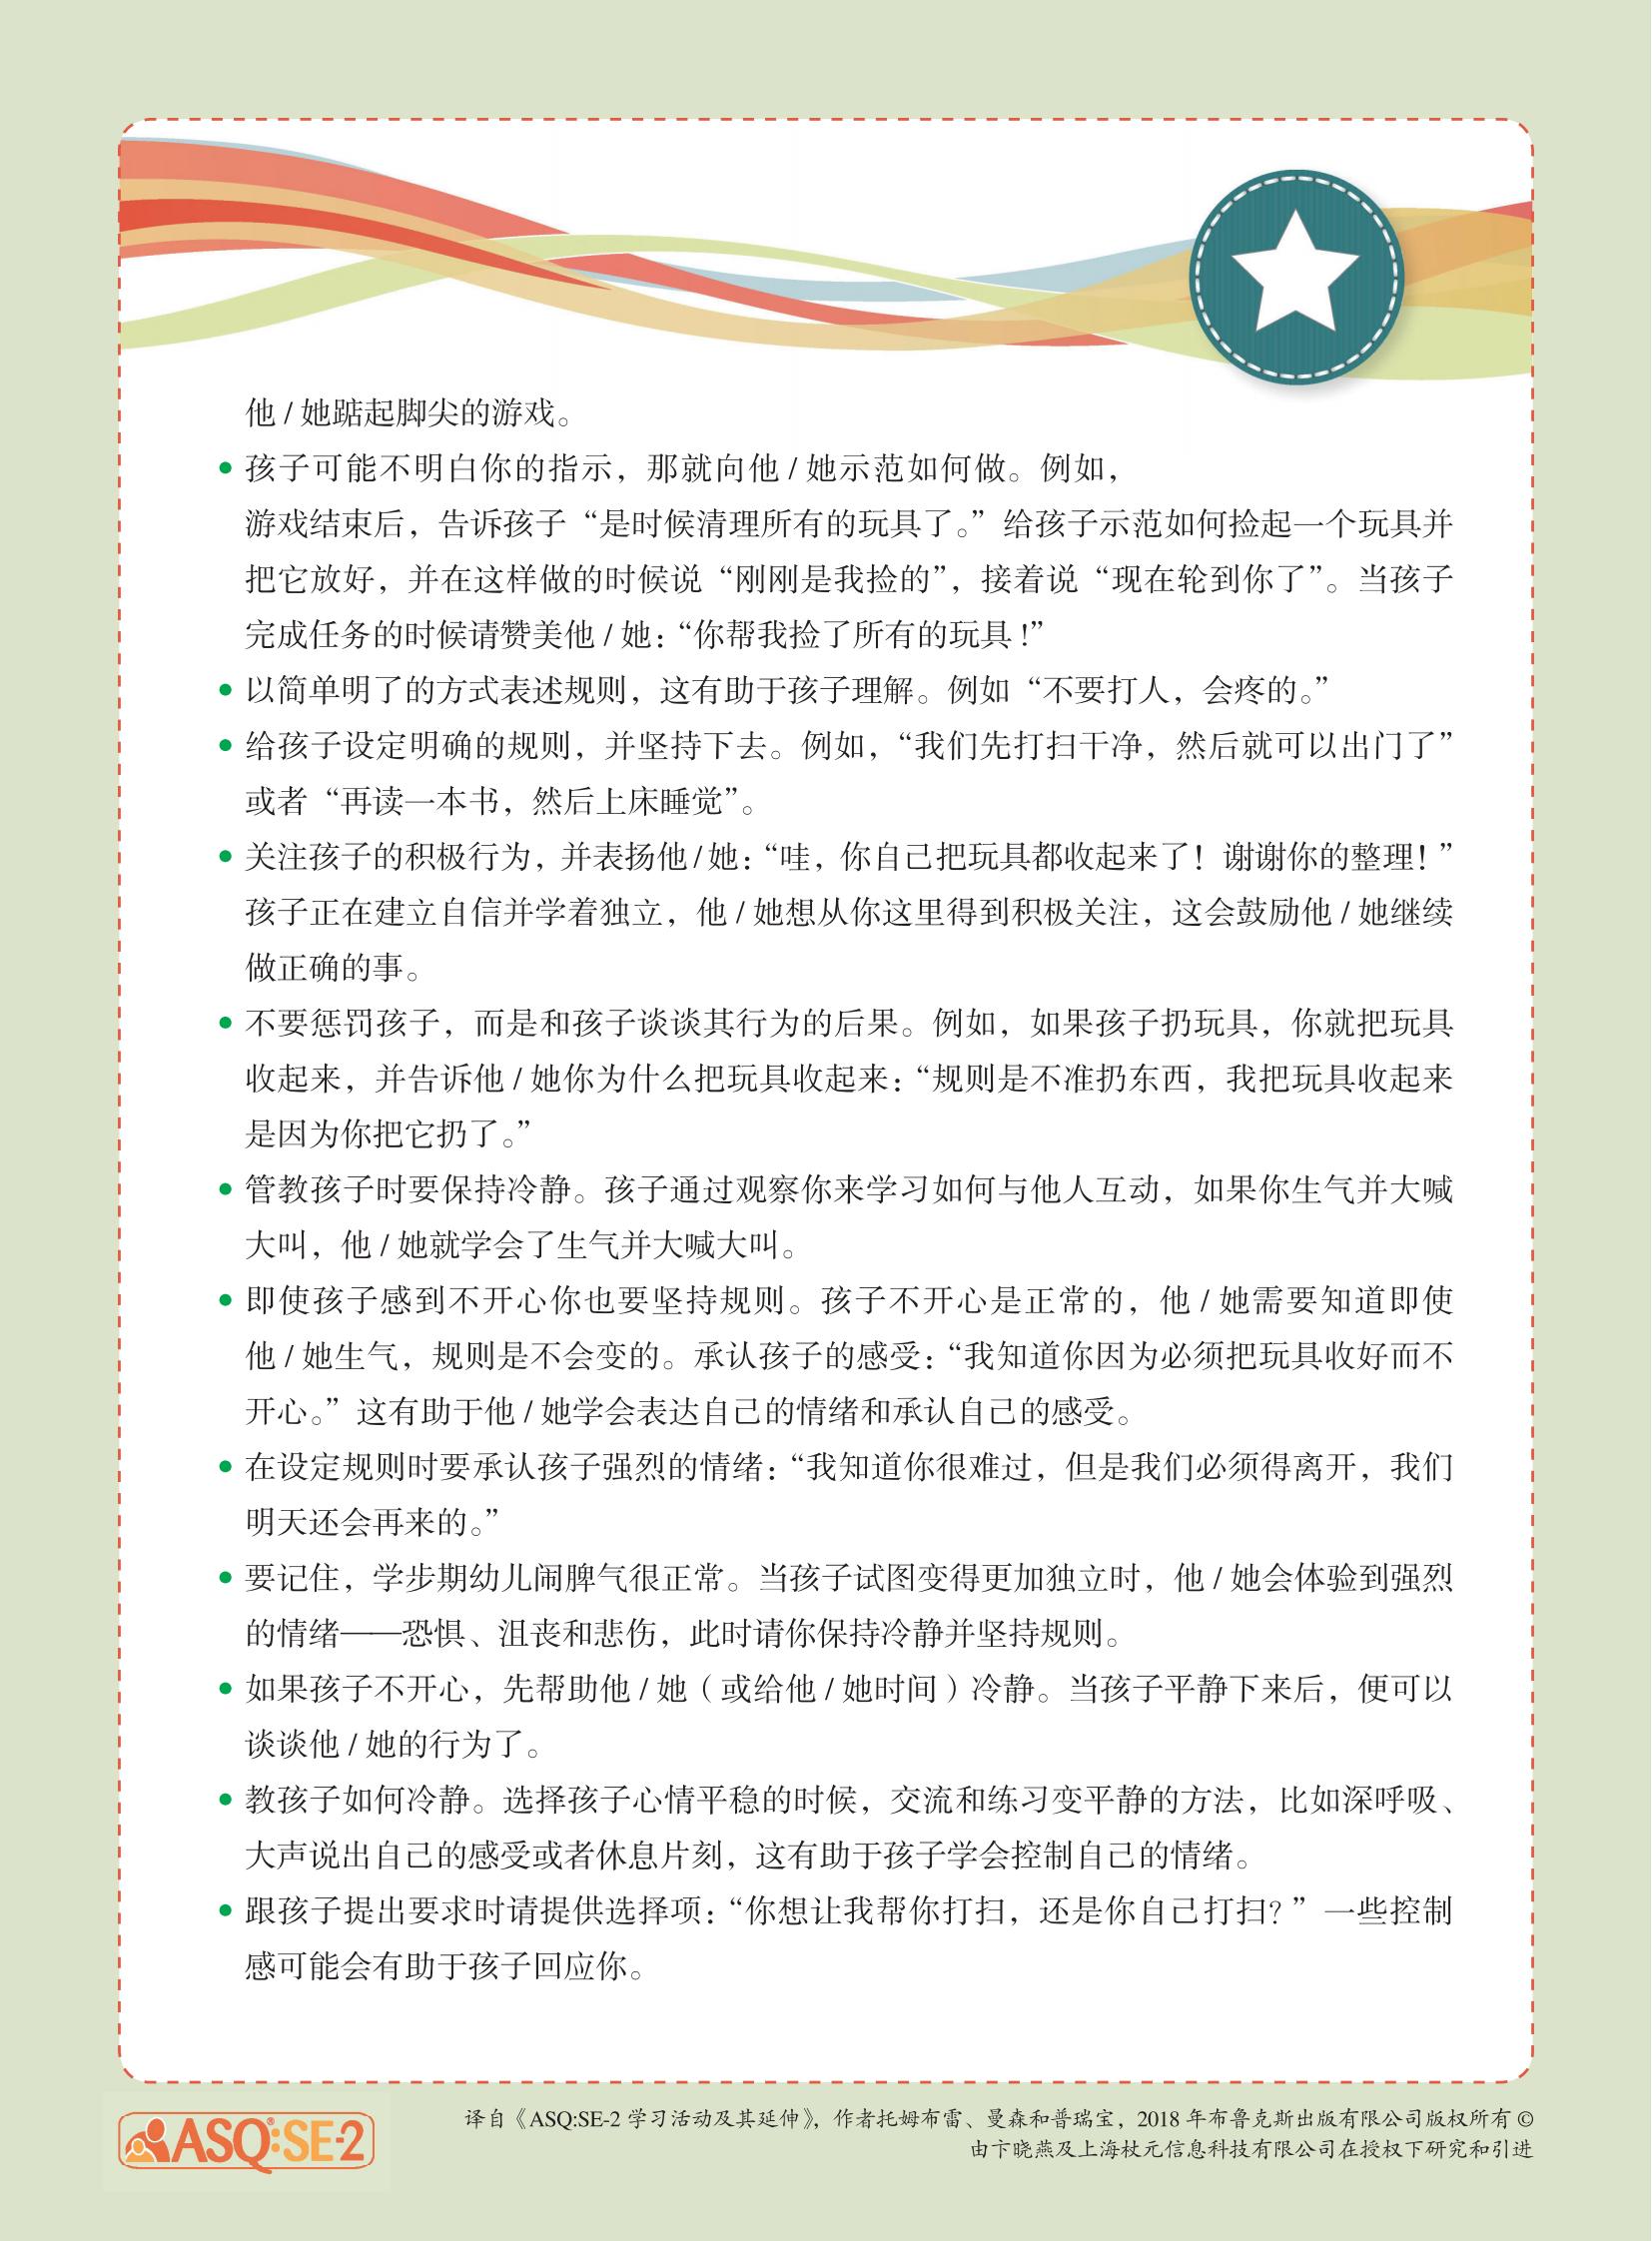 他 / 她踮起脚尖的游戏。
● 孩子可能不明白你的指示，那就向他 / 她示范如何做。例如，
游戏结束后，告诉孩子“是时候清理所有的玩具了。”给孩子示范如何捡起一个玩具并
把它放好，并在这样做的时候说“刚刚是我捡的”，接着说“现在轮到你了”。当孩子
完成任务的时候请赞美他 / 她：“你帮我捡了所有的玩具！”
● 以简单明了的方式表述规则，这有助于孩子理解。例如“不要打人，会疼的。”
● 给孩子设定明确的规则，并坚持下去。例如，“我们先打扫干净，然后就可以出门了”
或者“再读一本书，然后上床睡觉”。
● 关注孩子的积极行为，并表扬他 / 她：“哇，你自己把玩具都收起来了！谢谢你的整理！”
孩子正在建立自信并学着独立，他 / 她想从你这里得到积极关注，这会鼓励他 / 她继续
做正确的事。
● 不要惩罚孩子，而是和孩子谈谈其行为的后果。例如，如果孩子扔玩具，你就把玩具
收起来，并告诉他 / 她你为什么把玩具收起来：“规则是不准扔东西，我把玩具收起来
是因为你把它扔了。”
● 管教孩子时要保持冷静。孩子通过观察你来学习如何与他人互动，如果你生气并大喊
大叫，他 / 她就学会了生气并大喊大叫。
● 即使孩子感到不开心你也要坚持规则。孩子不开心是正常的，他 / 她需要知道即使
他 / 她生气，规则是不会变的。承认孩子的感受：“我知道你因为必须把玩具收好而不
开心。”这有助于他 / 她学会表达自己的情绪和承认自己的感受。
● 在设定规则时要承认孩子强烈的情绪：“我知道你很难过，但是我们必须得离开，我们
明天还会再来的。”
● 要记住，学步期幼儿闹脾气很正常。当孩子试图变得更加独立时，他 / 她会体验到强烈
的情绪——恐惧、沮丧和悲伤，此时请你保持冷静并坚持规则。
● 如果孩子不开心，先帮助他 / 她（或给他 / 她时间）冷静。当孩子平静下来后，便可以
谈谈他 / 她的行为了。
● 教孩子如何冷静。选择孩子心情平稳的时候，交流和练习变平静的方法，比如深呼吸、
大声说出自己的感受或者休息片刻，这有助于孩子学会控制自己的情绪。
● 跟孩子提出要求时请提供选择项：“你想让我帮你打扫，还是你自己打扫？”一些控制
感可能会有助于孩子回应你。
ASQ:SE-2
译自《ASQ:SE-2 学习活动及其延伸》，作者托姆布雷、曼森和普瑞宝，2018 年布鲁克斯出版有限公司版权所有 ©
由卞晓燕及上海杖元信息科技有限公司在授权下研究和引进